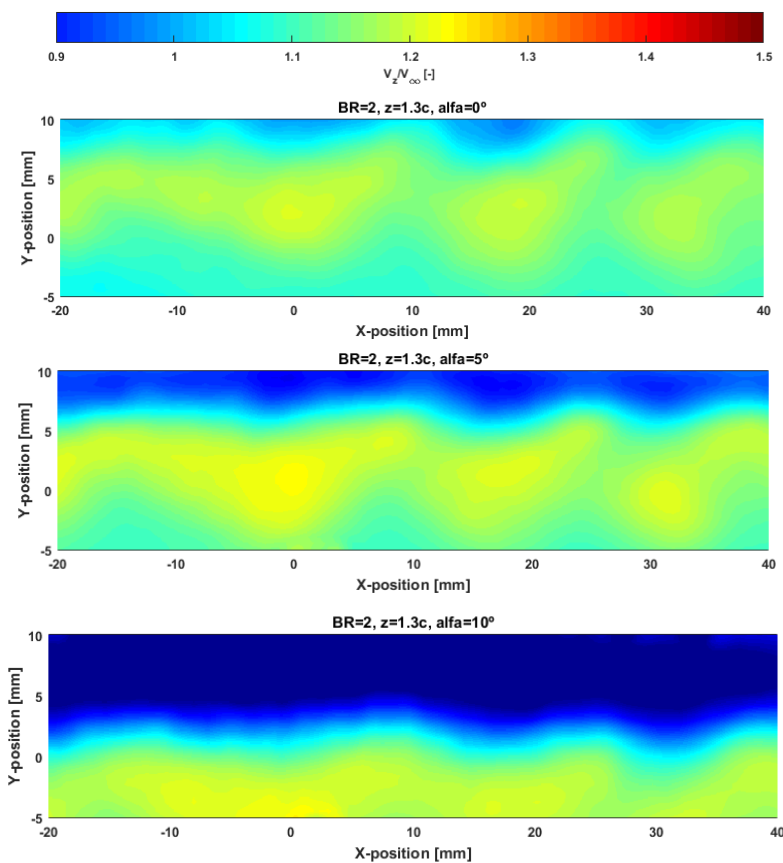 0.9 1 1.1 1.2 1.3 1.4 1.5
Vz/V∞ [-]
BR=2, z=1.3c, alfa=0º
10
5
0
-5
Y-position [mm]
-20 -10 0 10 20 30 40
X-position [mm]
BR=2, z=1.3c, alfa=5º
10
5
0
-5
Y-position [mm]
-20 -10 0 10 20 30 40
X-position [mm]
BR=2, z=1.3c, alfa=10º
10
5
0
-5
Y-position [mm]
-20 -10 0 10 20 30 40
X-position [mm]